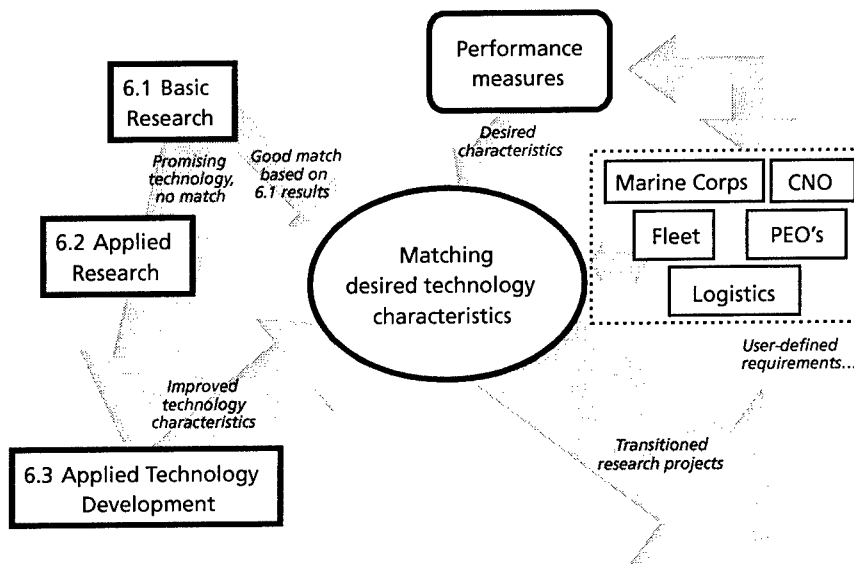 Performance
measures
6.1 Basic
Research
Promising
technology,
no match
Good match
based on
6.1 results
Desired
characteristics
Marine Corps
CNO
Fleet
PEO's
Logistics
6.2 Applied
Research
Matching
desired technology
characteristics
User-defined
requirements...
Improved
technology
characteristics
Transitioned
research projects
6.3 Applied Technology
Development